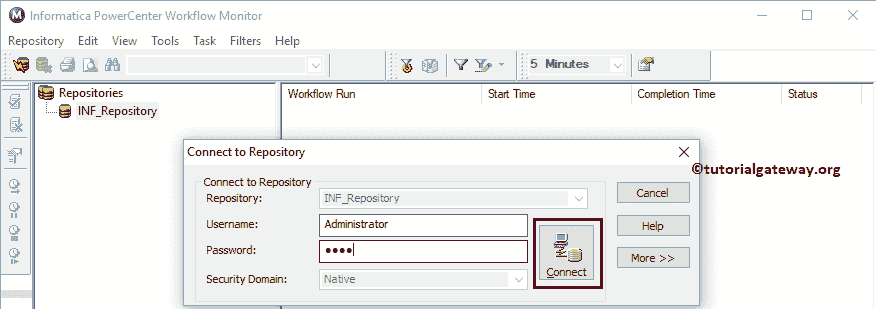 Informatica PowerCenter Workflow Monitor
Repository Edit View Tools Task Filters Help
5 Minutes
Repositories
INF_Repository
Workflow Run Start Time Completion Time Status
Connect to Repository
©tutorialgateway.org
Connect to Repository
Repository: INF_Repository
Cancel
Username: Administrator
Help
Password: ●●●●
Connect
More >>
Security Domain: Native